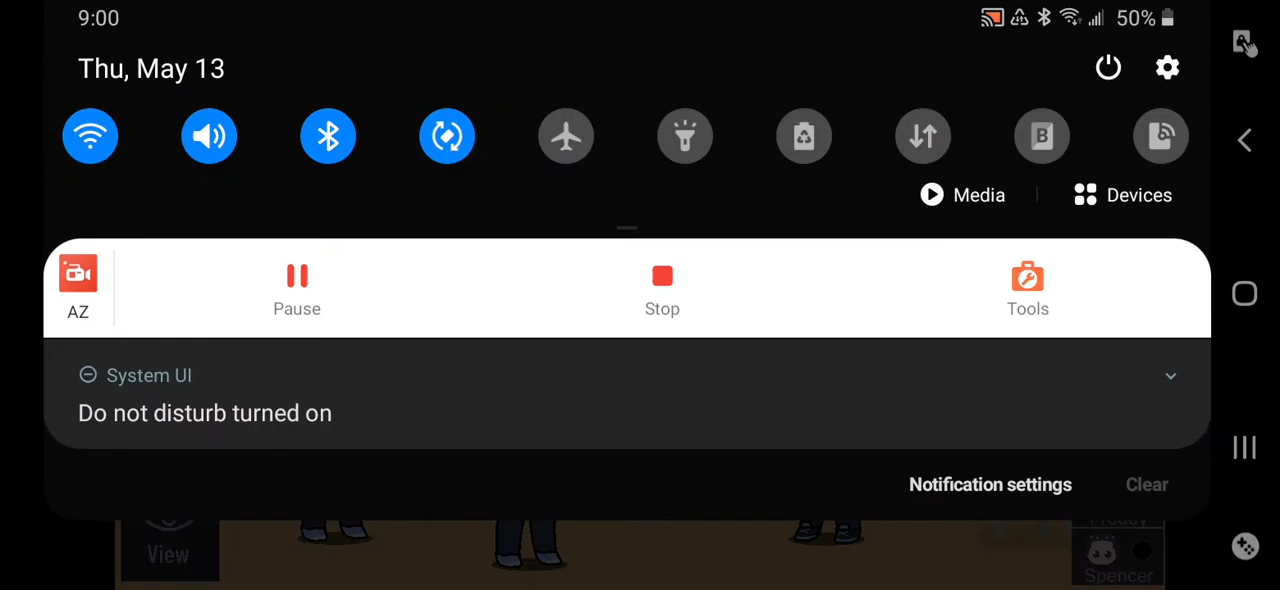 9:00
50%
Thu, May 13
B
Media
Devices
AZ
Pause
Stop
Tools
System UI
Do not disturb turned on
Notification settings
Clear
View
Spencer